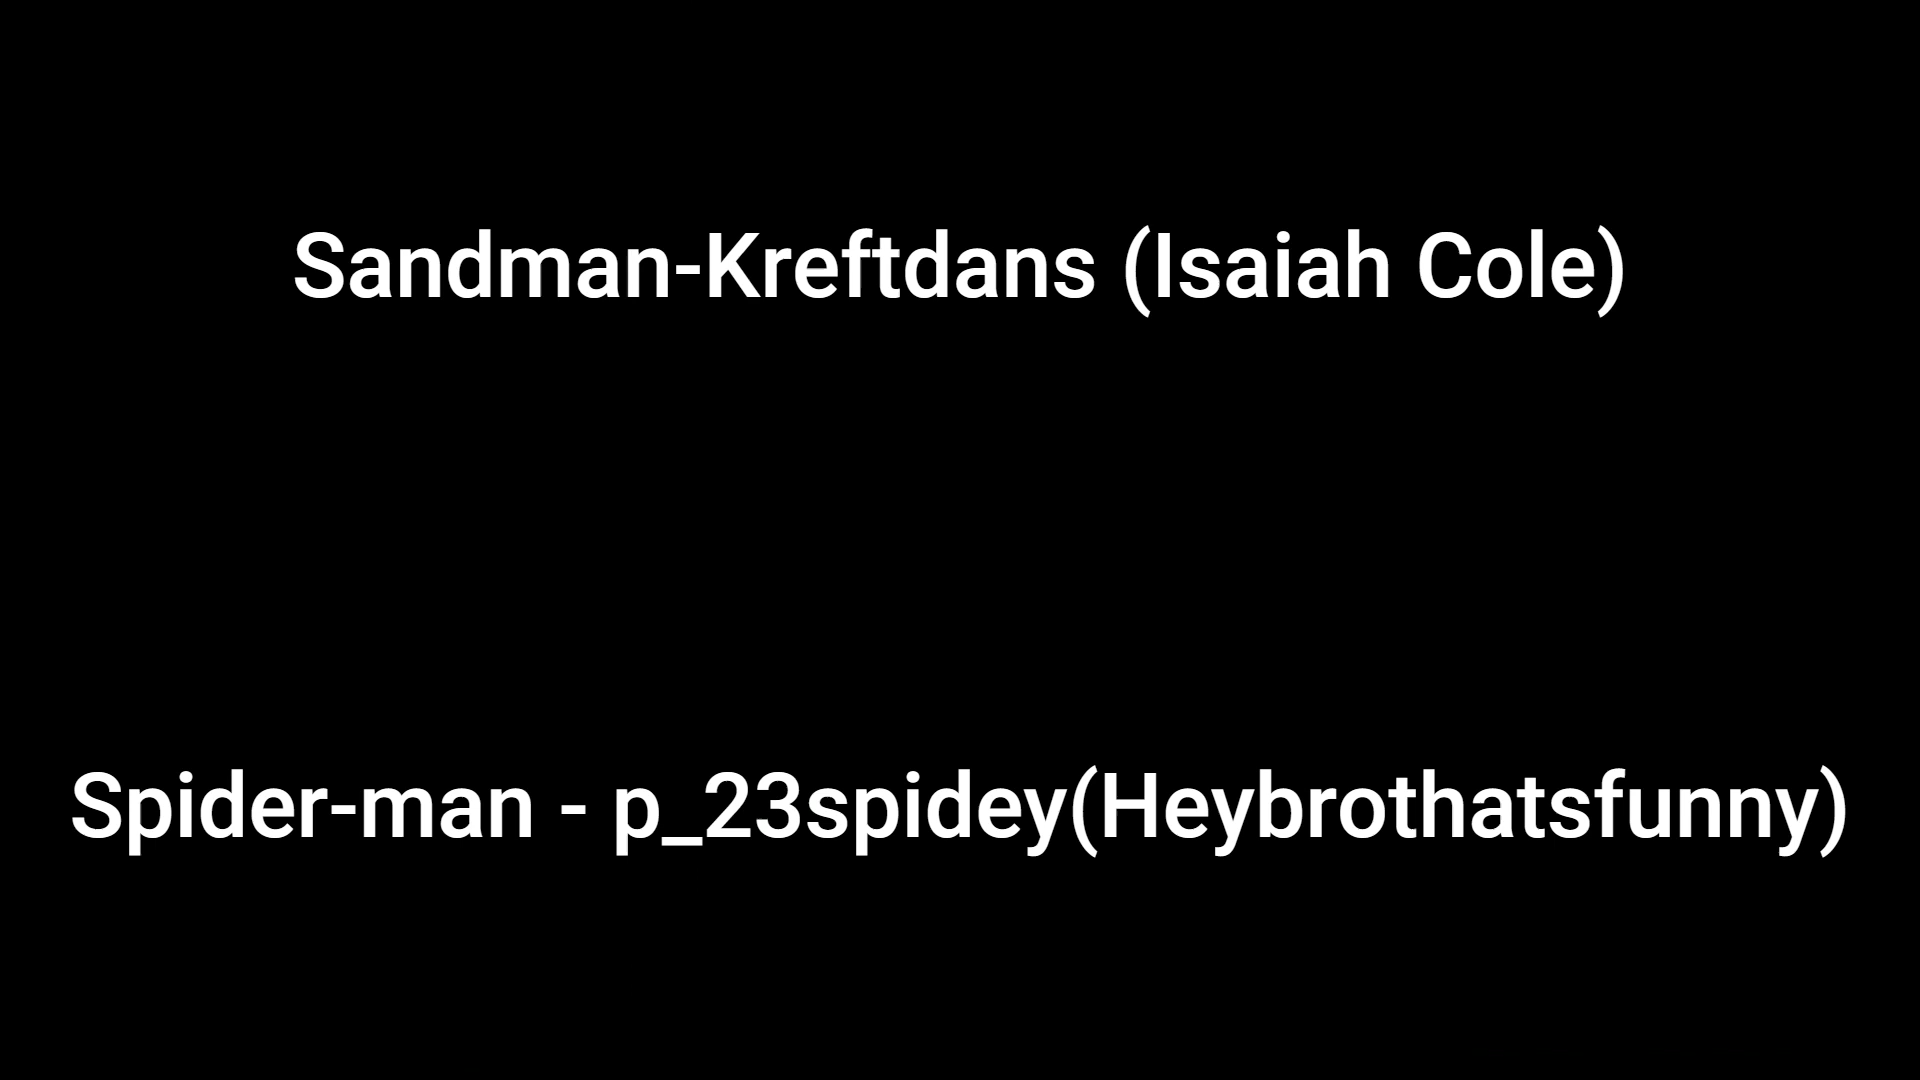 Sandman-Kreftdans (Isaiah Cole)
Spider-man - p_23spidey(Heybrothatsfunny)